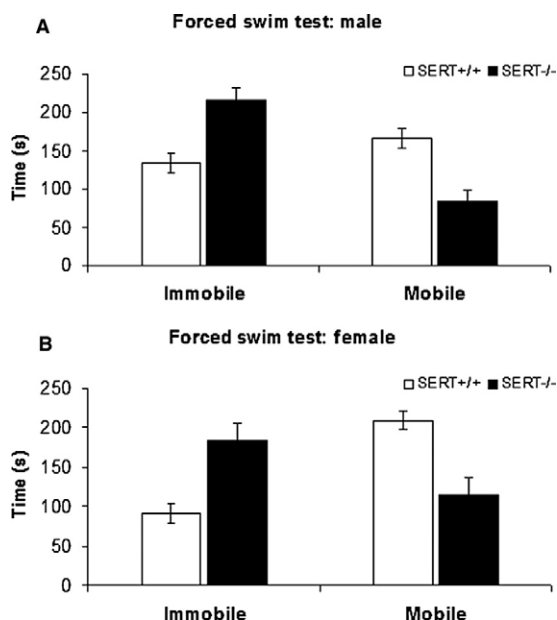 A
Forced swim test: male
SERT+/+ SERT-/-
Time (s)
250
200
150
100
50
0
Immobile Mobile
B
Forced swim test: female
SERT+/+ SERT-/-
Time (s)
250
200
150
100
50
0
Immobile Mobile